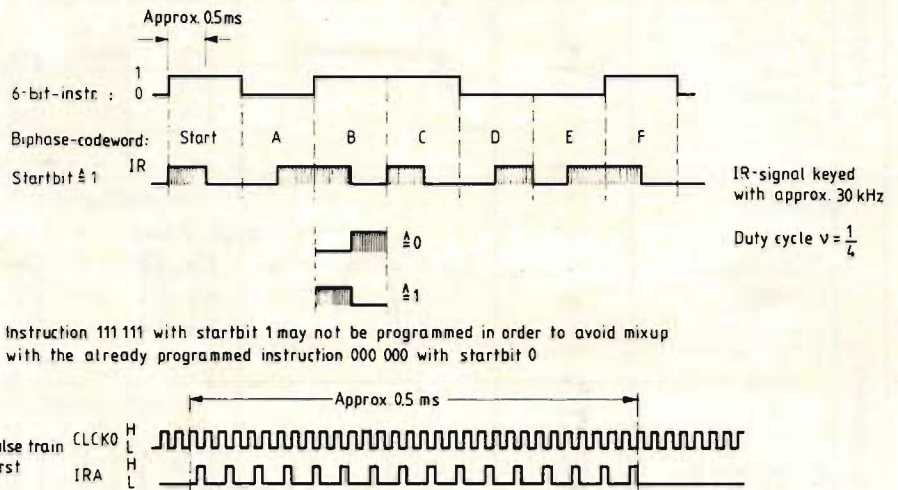 Approx. 0.5ms
1
6-bit-instr. : 0
Biphase-codeword: Start A B C D E F
Startbit ≙ 1 IR
IR-signal keyed
with approx. 30 kHz
Duty cycle ν = 1/4
≙ 0
≙ 1
Instruction 111 111 with startbit 1 may not be programmed in order to avoid mixup
with the already programmed instruction 000 000 with startbit 0
Approx 0.5 ms
train CLCK0 H
L
IRA H
L